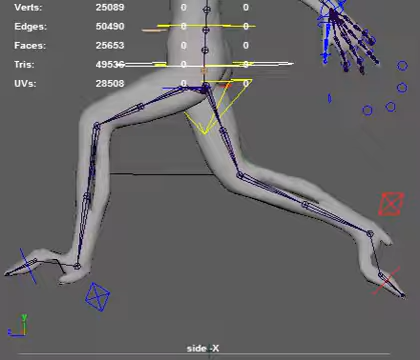 Verts: 25089 0 0
Edges: 50490 0 0
Faces: 25653 0 0
Tris: 49536 0 0
UVs: 28508 0 0
y
z
side -X